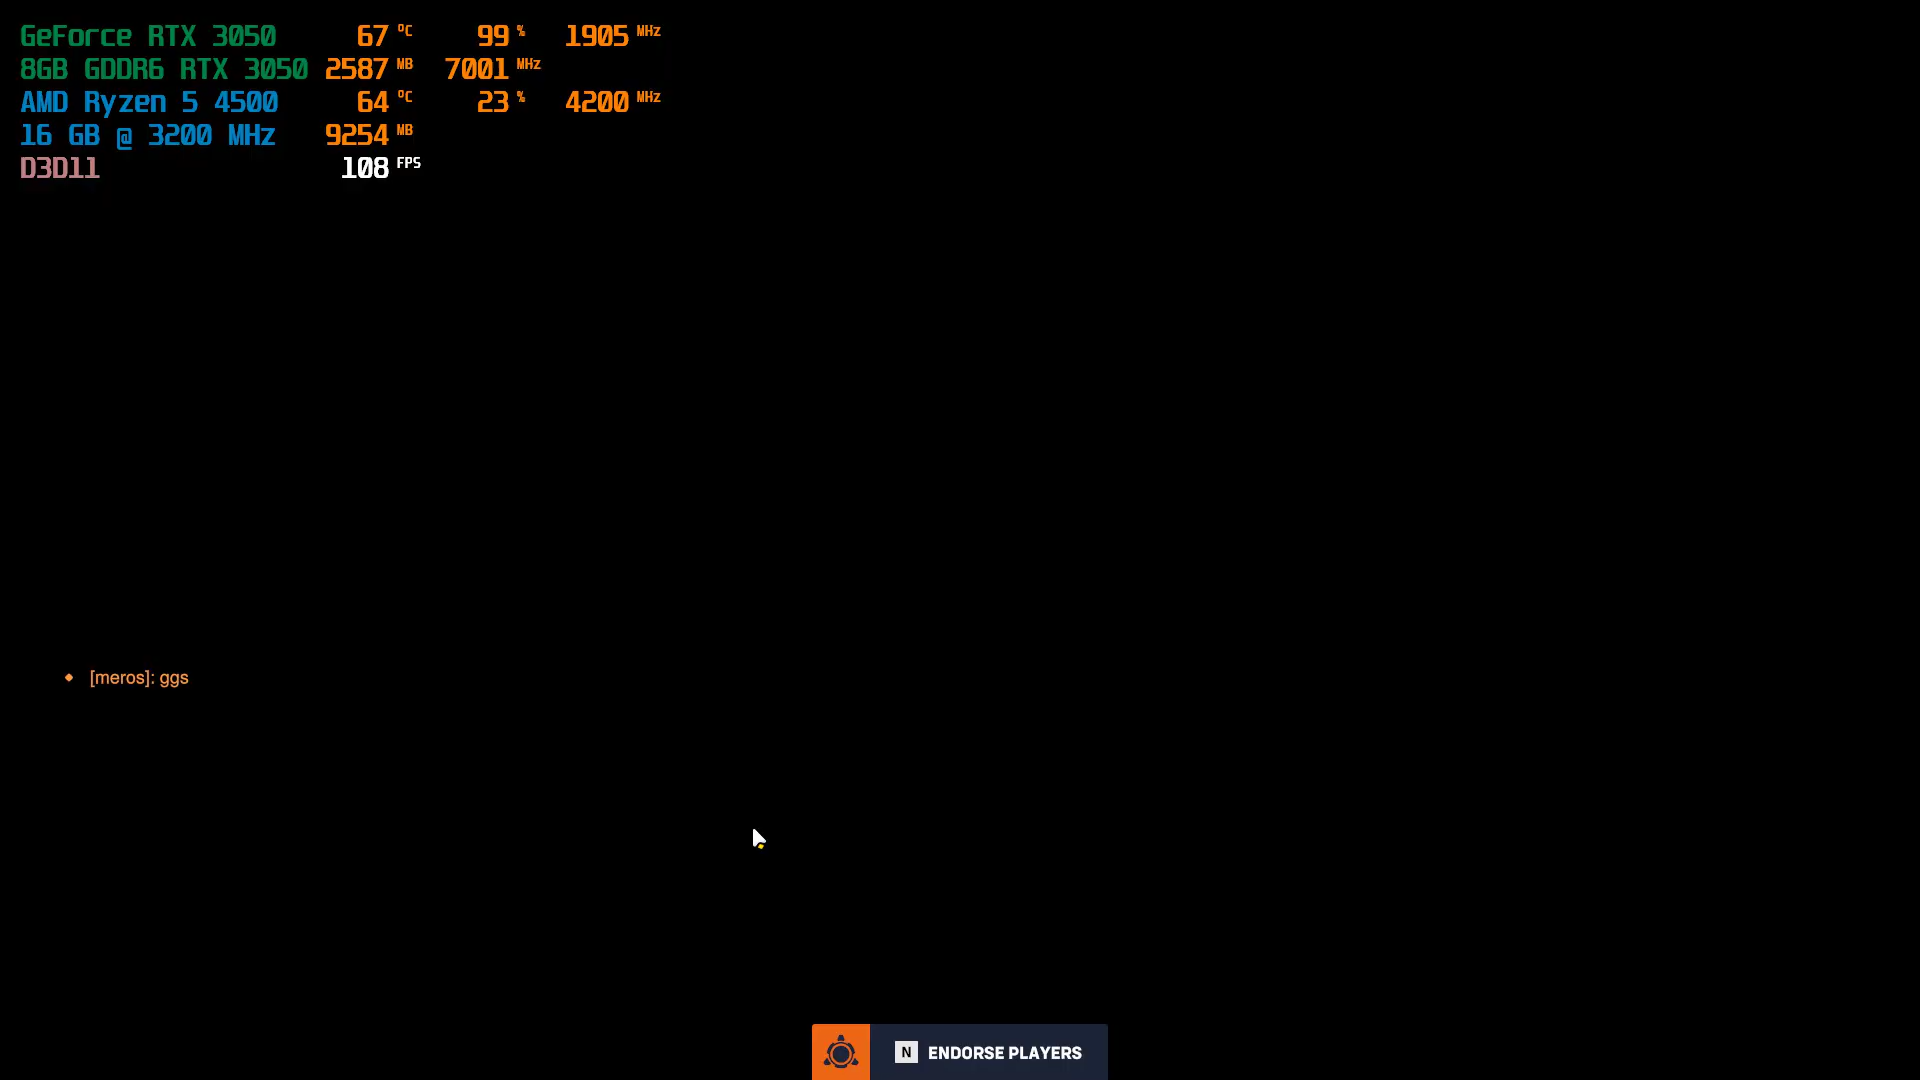 GeForce RTX 3050 67 °C 99 % 1905 MHz
8GB GDDR6 RTX 3050 2587 MB 7001 MHz
AMD Ryzen 5 4500 64 °C 23 % 4200 MHz
16 GB @ 3200 MHz 9254 MB
D3D11 108 FPS
[meros]: ggs
N ENDORSE PLAYERS